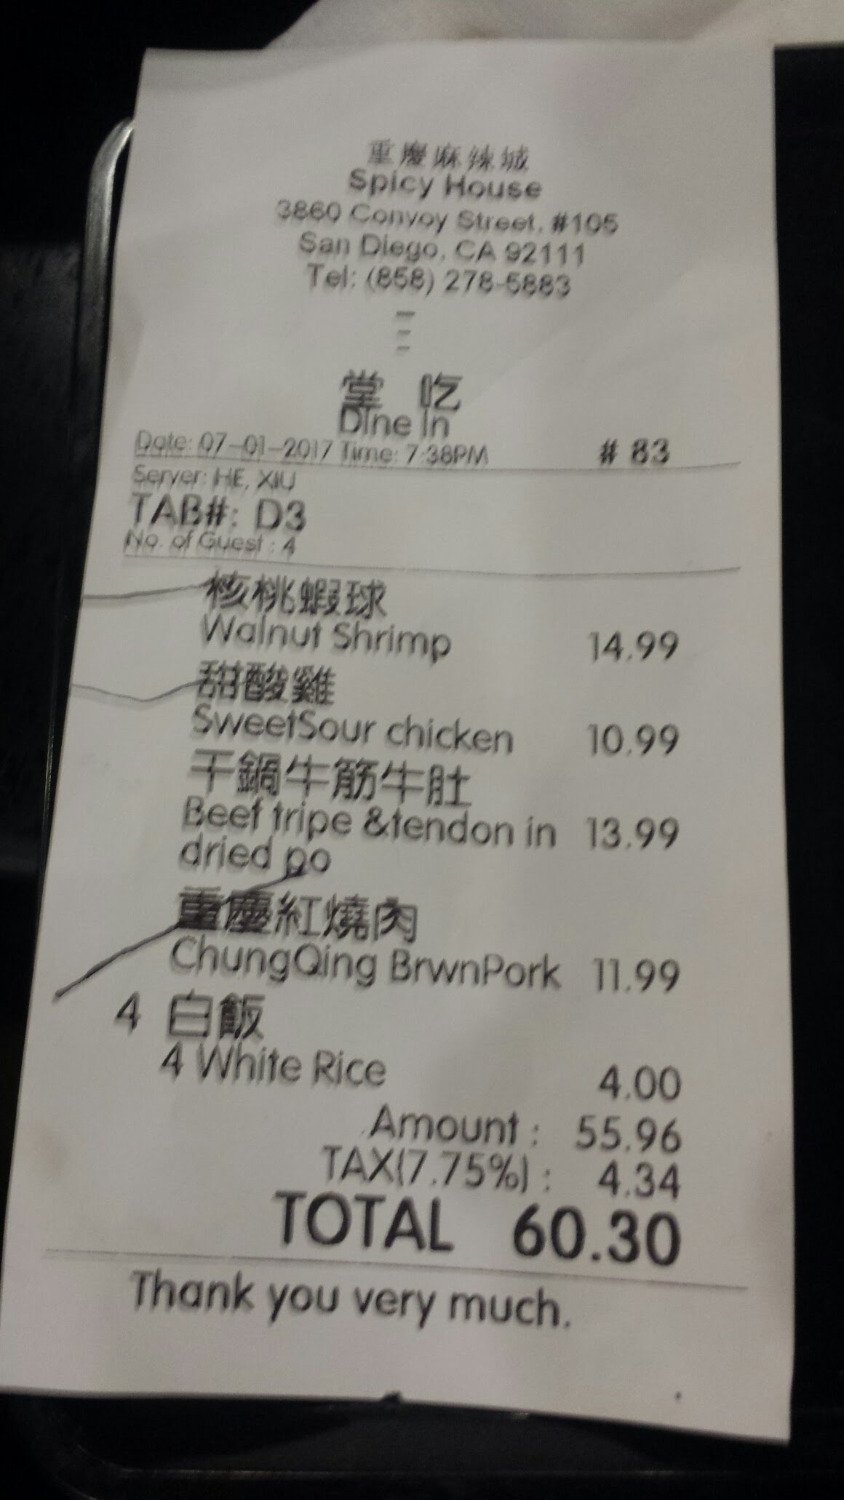 重慶麻辣城
Spicy House
3860 Convoy Street, #105
San Diego, CA 92111
Tel: (858) 278-5883
堂 吃
Dine In
Date: 07-01-2017 Time: 7:38PM # 83
Server: HE, XIU
TAB#: D3
No. of Guest : 4
核桃蝦球
Walnut Shrimp 14.99
甜酸雞
SweetSour chicken 10.99
干鍋牛筋牛肚
Beef tripe &tendon in 13.99
dried po
重慶紅燒肉
ChungQing BrwnPork 11.99
4 白飯
4 White Rice 4.00
Amount : 55.96
TAX(7.75%) : 4.34
TOTAL 60.30
Thank you very much.